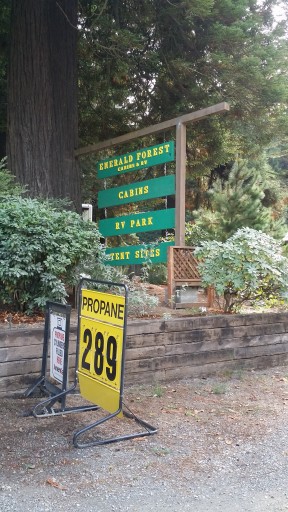 EMERALD FOREST
CABINS & RV
CABINS
RV PARK
TENT SITES
PROPANE
289